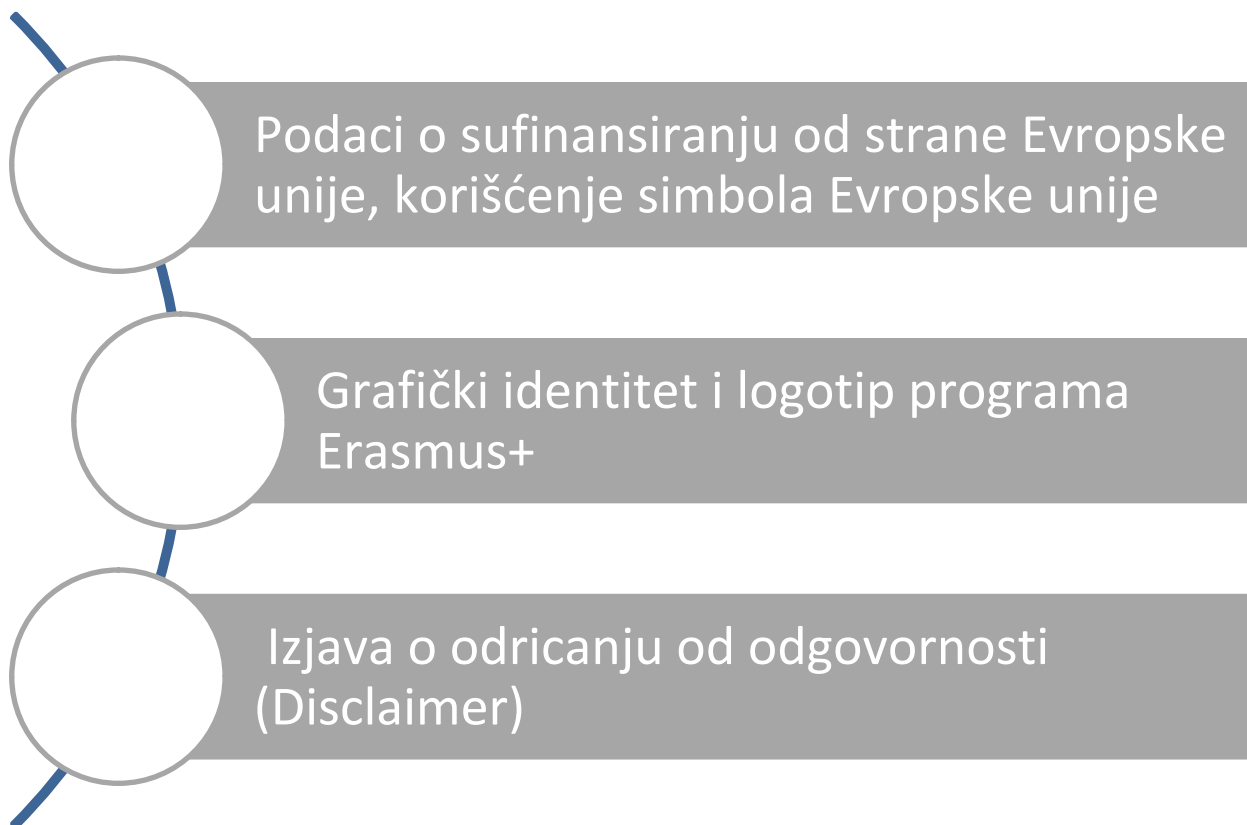 Podaci o sufinansiranju od strane Evropske
unije, korišćenje simbola Evropske unije
Grafički identitet i logotip programa
Erasmus+
Izjava o odricanju od odgovornosti
(Disclaimer)